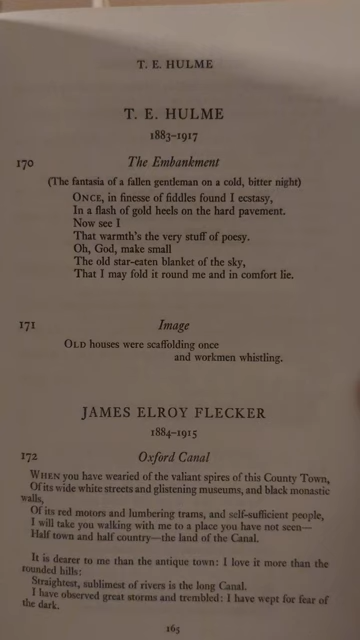 T. E. HULME
T. E. HULME
1883–1917
170 The Embankment
(The fantasia of a fallen gentleman on a cold, bitter night)
ONCE, in finesse of fiddles found I ecstasy,
In a flash of gold heels on the hard pavement.
Now see I
That warmth's the very stuff of poesy.
Oh, God, make small
The old star-eaten blanket of the sky,
That I may fold it round me and in comfort lie.
171 Image
OLD houses were scaffolding once
and workmen whistling.
JAMES ELROY FLECKER
1884–1915
172 Oxford Canal
WHEN you have wearied of the valiant spires of this County Town,
Of its wide white streets and glistening museums, and black monastic
walls,
Of its red motors and lumbering trams, and self-sufficient people,
I will take you walking with me to a place you have not seen—
Half town and half country—the land of the Canal.
It is dearer to me than the antique town: I love it more than the
rounded hills:
Straightest, sublimest of rivers is the long Canal.
I have observed great storms and trembled: I have wept for fear of
the dark.
165